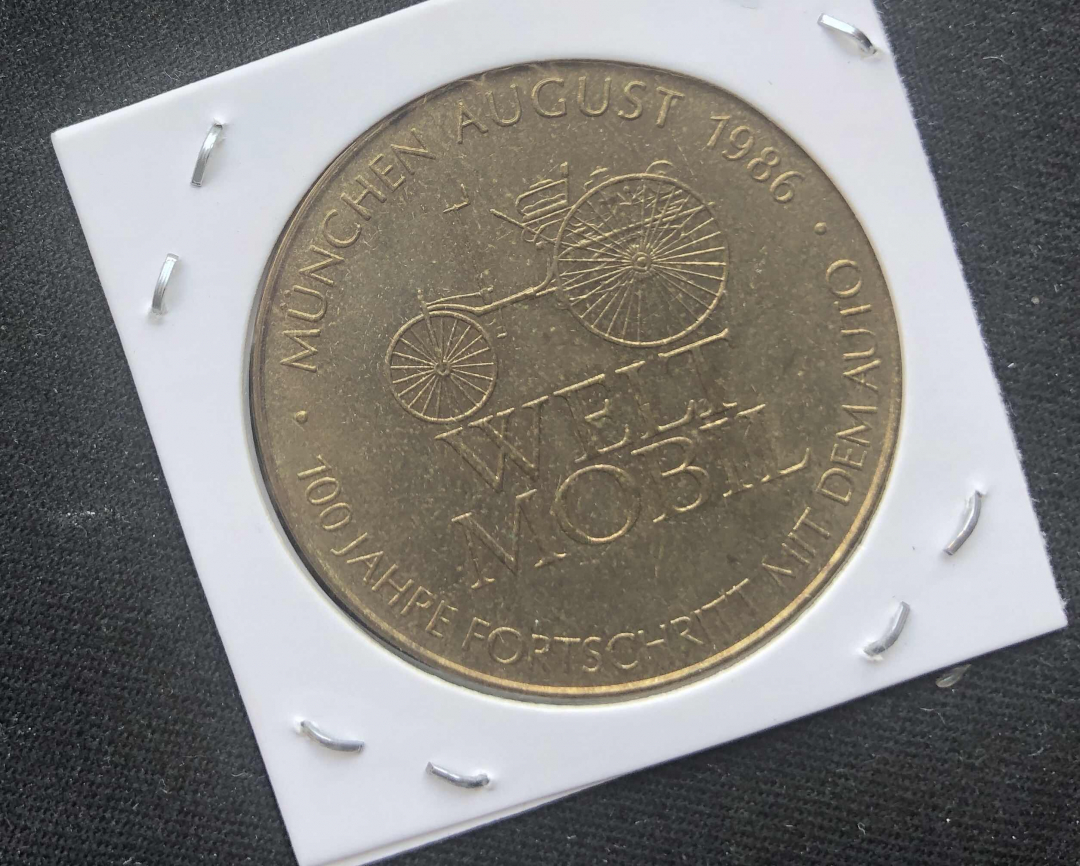 • MÜNCHEN AUGUST 1986 •
WELT
MOBIL
100 JAHRE FORTSCHRITT MIT DEM AUTO